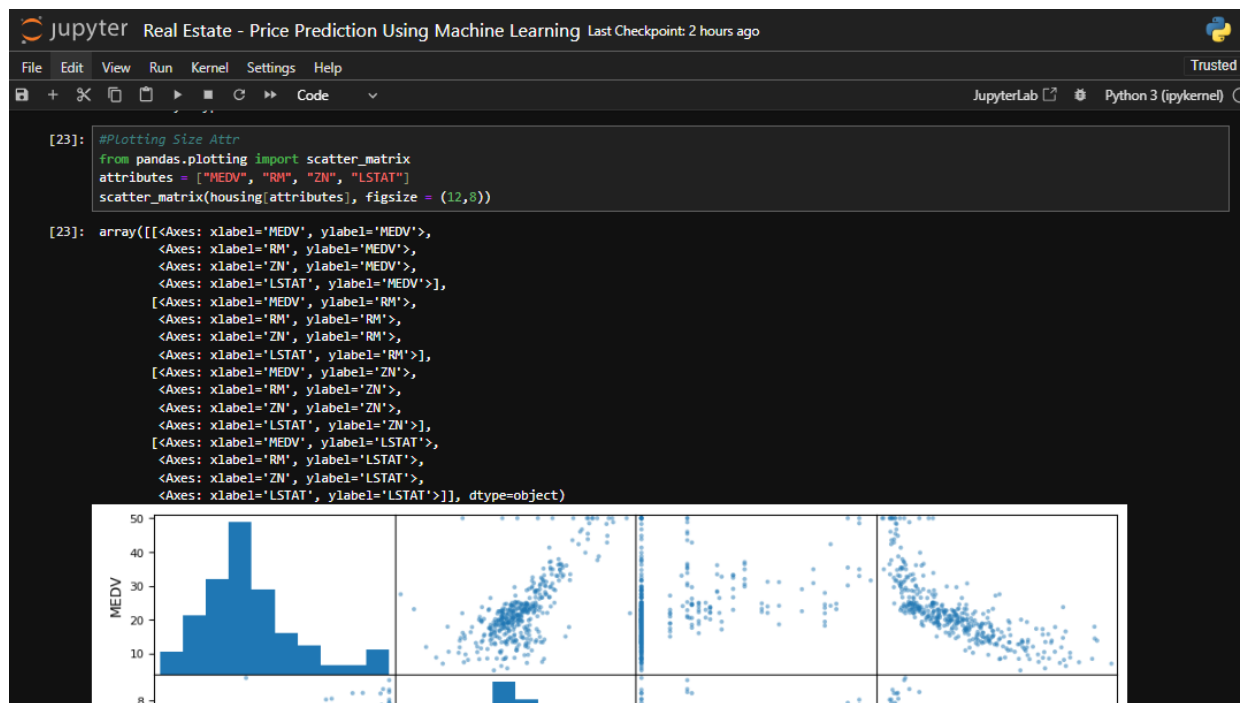 jupyter Real Estate - Price Prediction Using Machine Learning Last Checkpoint: 2 hours ago
File Edit View Run Kernel Settings Help Trusted
Code JupyterLab Python 3 (ipykernel)
[23]: #Plotting Size Attr
from pandas.plotting import scatter_matrix
attributes = ["MEDV", "RM", "ZN", "LSTAT"]
scatter_matrix(housing[attributes], figsize = (12,8))
[23]: array([[<Axes: xlabel='MEDV', ylabel='MEDV'>,
<Axes: xlabel='RM', ylabel='MEDV'>,
<Axes: xlabel='ZN', ylabel='MEDV'>,
<Axes: xlabel='LSTAT', ylabel='MEDV'>],
[<Axes: xlabel='MEDV', ylabel='RM'>,
<Axes: xlabel='RM', ylabel='RM'>,
<Axes: xlabel='ZN', ylabel='RM'>,
<Axes: xlabel='LSTAT', ylabel='RM'>],
[<Axes: xlabel='MEDV', ylabel='ZN'>,
<Axes: xlabel='RM', ylabel='ZN'>,
<Axes: xlabel='ZN', ylabel='ZN'>,
<Axes: xlabel='LSTAT', ylabel='ZN'>],
[<Axes: xlabel='MEDV', ylabel='LSTAT'>,
<Axes: xlabel='RM', ylabel='LSTAT'>,
<Axes: xlabel='ZN', ylabel='LSTAT'>,
<Axes: xlabel='LSTAT', ylabel='LSTAT'>]], dtype=object)
50
40
MEDV
30
20
10
8